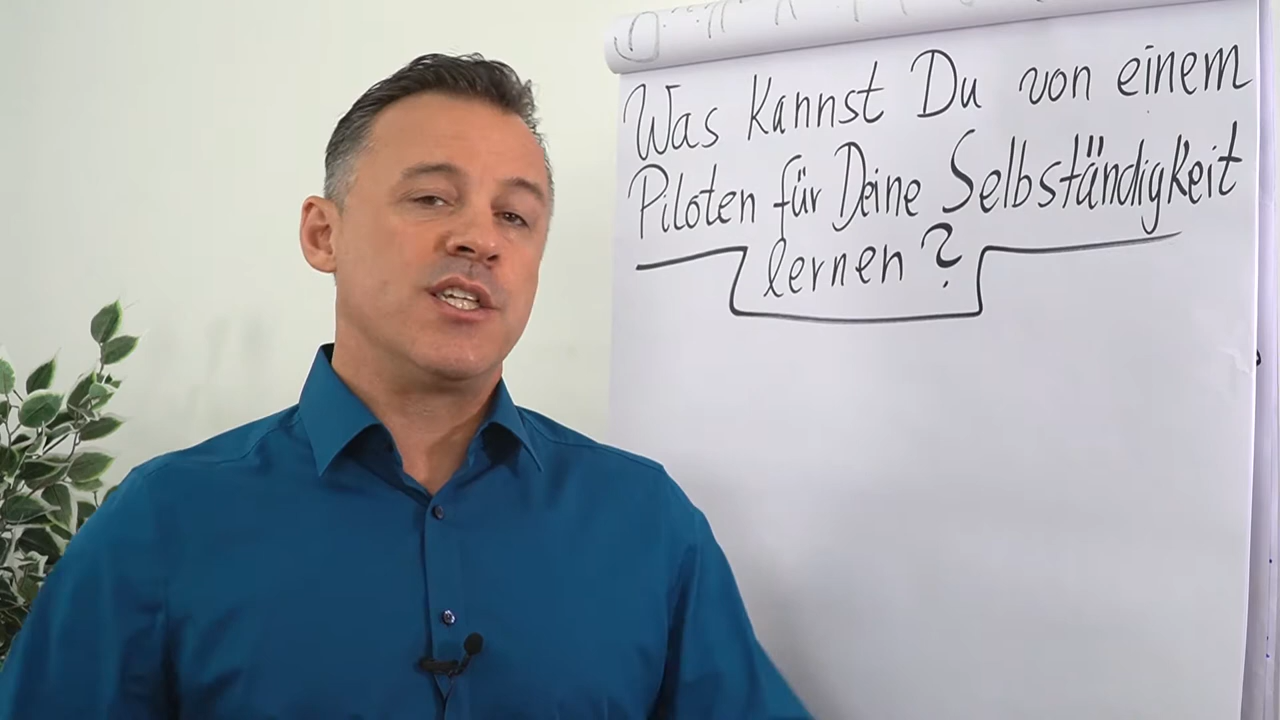 Was kannst Du von einem
Piloten für Deine Selbständigkeit
lernen?